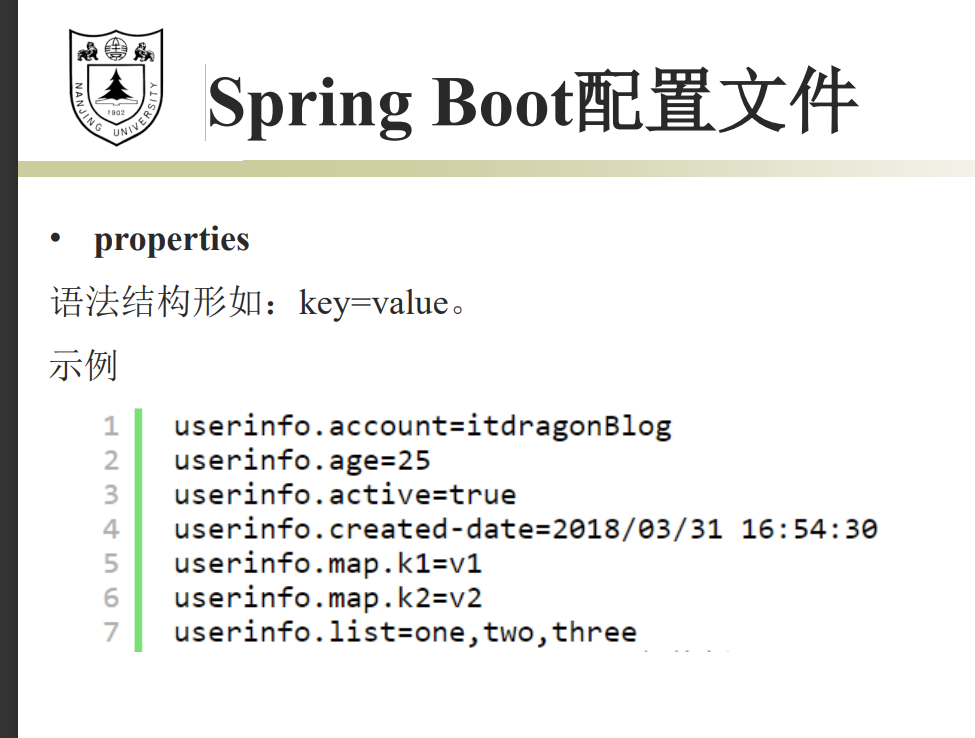 NANJING UNIVERSITY
1902
Spring Boot配置文件
• properties
语法结构形如：key=value。
示例
1 userinfo.account=itdragonBlog
2 userinfo.age=25
3 userinfo.active=true
4 userinfo.created-date=2018/03/31 16:54:30
5 userinfo.map.k1=v1
6 userinfo.map.k2=v2
7 userinfo.list=one,two,three